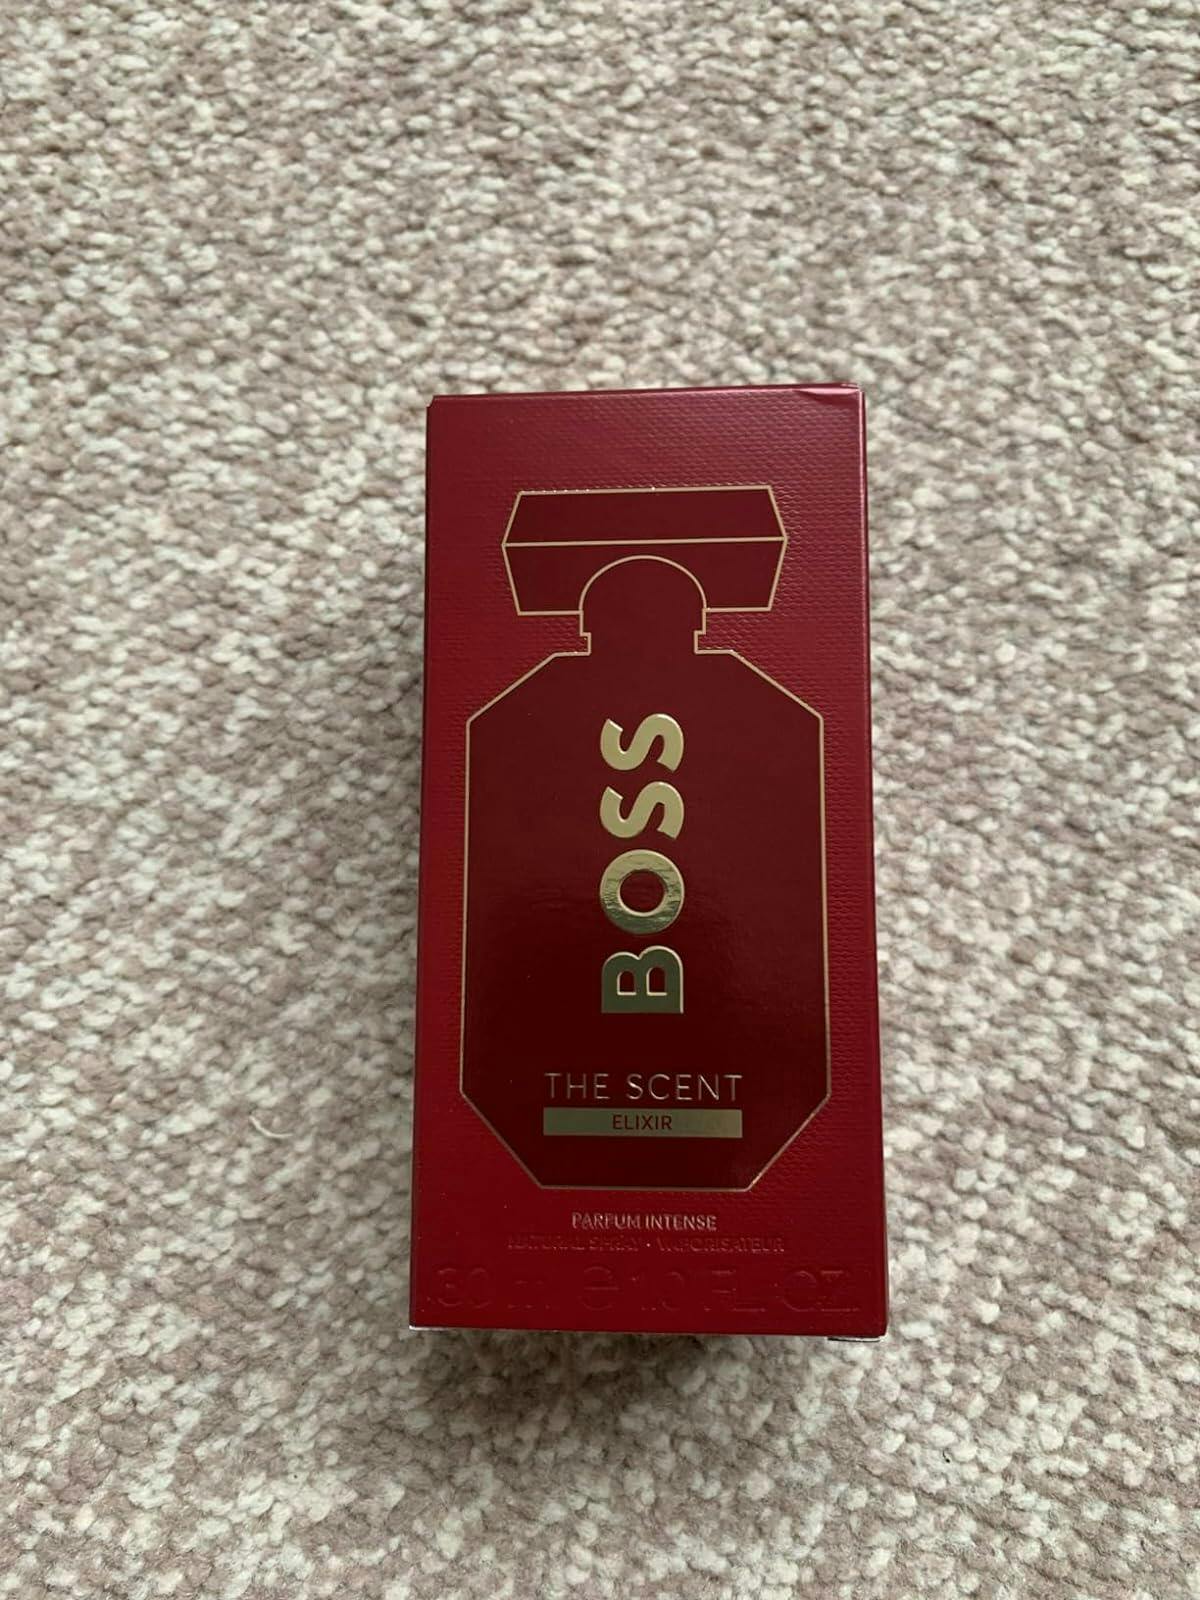 BOSS
THE SCENT
ELIXIR
PARFUM INTENSE
NATURAL SPRAY • VAPORISATEUR
30 ml ℮ 1.0 FL. OZ.